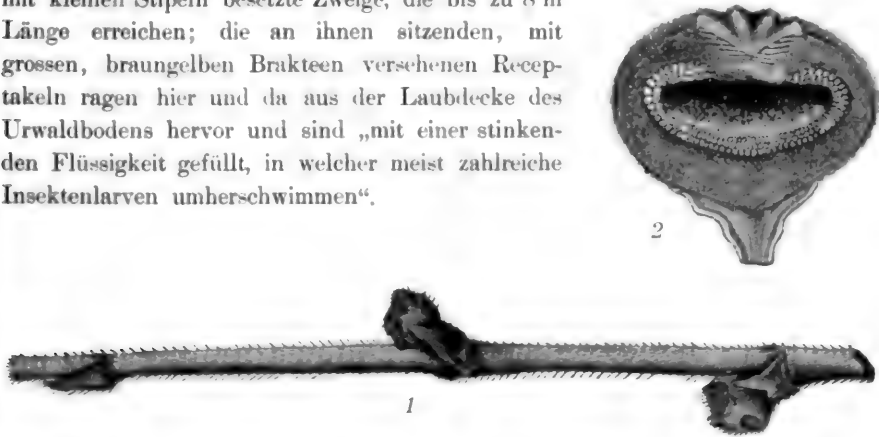 mit kleinen Stipeln besetzte Zweige, die bis zu 8 m
Länge erreichen; die an ihnen sitzenden, mit
grossen, braungelben Brakteen versehenen Recep-
takeln ragen hier und da aus der Laubdecke des
Urwaldbodens hervor und sind „mit einer stinken-
den Flüssigkeit gefüllt, in welcher meist zahlreiche
Insektenlarven umherschwimmen“.
2
1